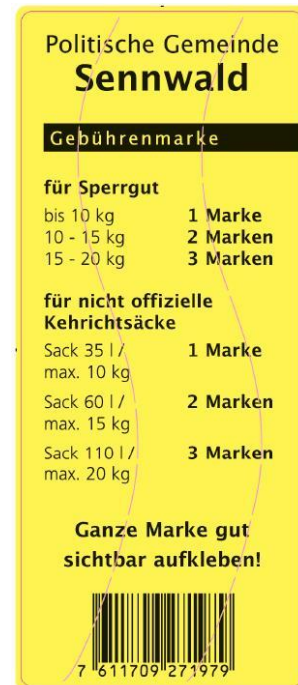 Politische Gemeinde
Sennwald
Gebührenmarke
für Sperrgut
bis 10 kg 1 Marke
10 - 15 kg 2 Marken
15 - 20 kg 3 Marken
für nicht offizielle
Kehrichtsäcke
Sack 35 l / 1 Marke
max. 10 kg
Sack 60 l / 2 Marken
max. 15 kg
Sack 110 l / 3 Marken
max. 20 kg
Ganze Marke gut
sichtbar aufkleben!
7 611709 271979